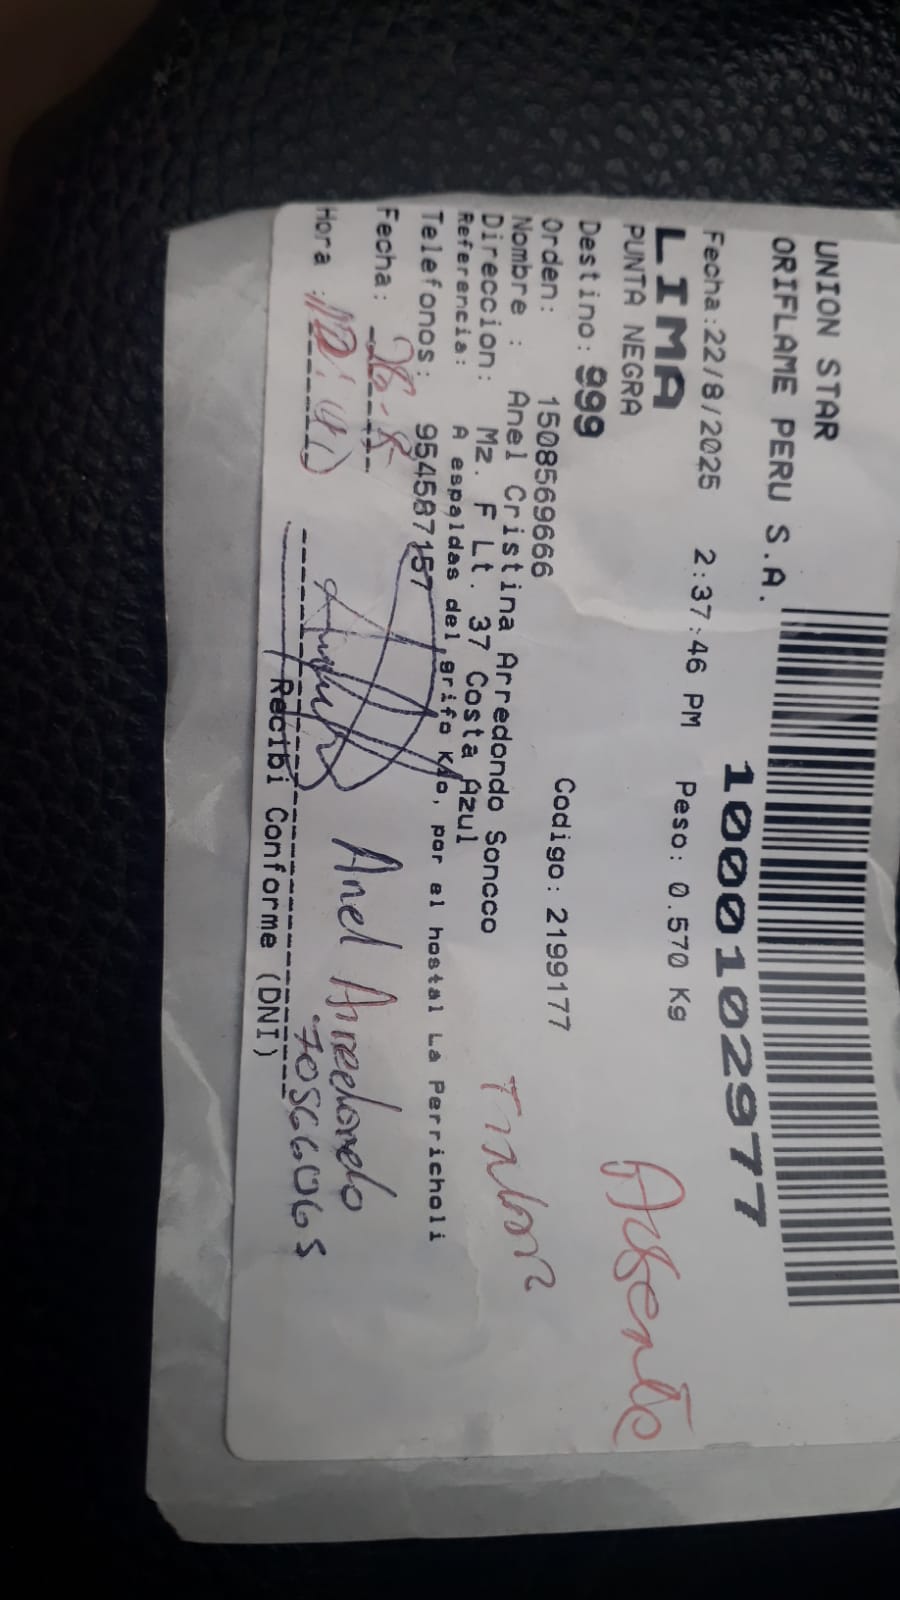 UNION STAR
ORIFLAME PERU S.A.
10001102977
Fecha:22/8/2025 2:37:46 PM Peso: 0.570 Kg
LIMA
PUNTA NEGRA
Ausente
Destino: 999
Orden: 1508569666 Codigo: 2199177
Nombre : Anel Cristina Arredondo Soncco
Direccion: Mz. F Lt. 37 Costa Azul
Referencia: A espaldas del grifo Kio, por el hostal La Perricholi
Telefonos: 954587157
Fecha:
Anel Arredondo
Hora :
Recibi Conforme (DNI)